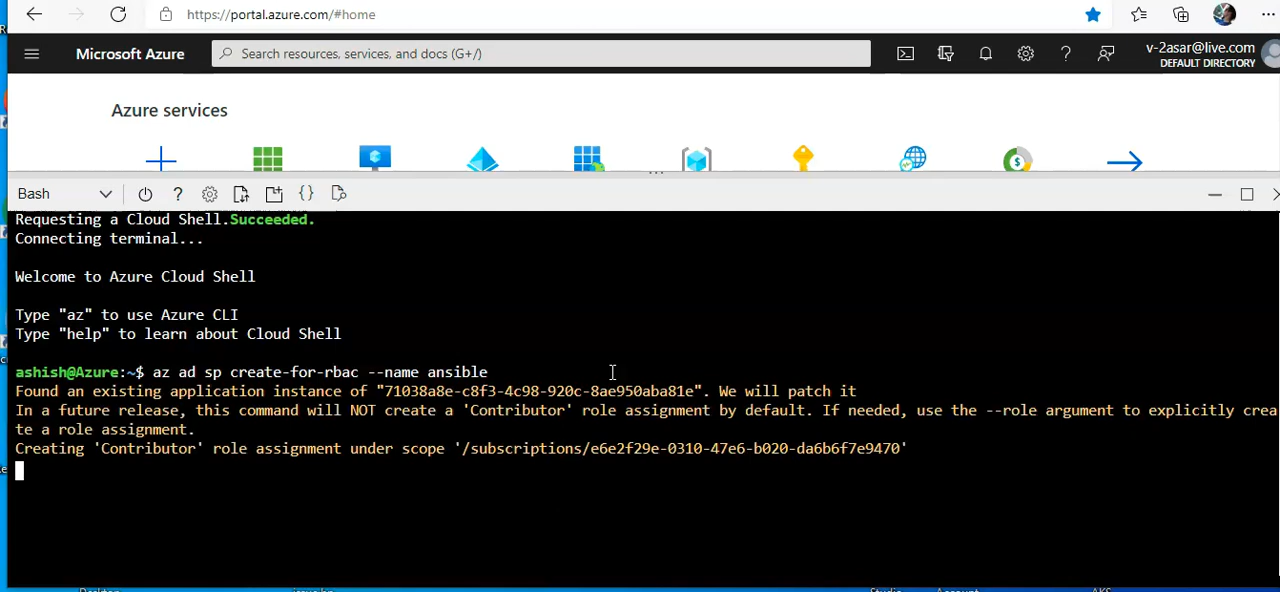 https://portal.azure.com/#home
Microsoft Azure
Search resources, services, and docs (G+/)
v-2asar@live.com
DEFAULT DIRECTORY
Azure services
Bash
Requesting a Cloud Shell.Succeeded.
Connecting terminal...
Welcome to Azure Cloud Shell
Type "az" to use Azure CLI
Type "help" to learn about Cloud Shell
ashish@Azure:~$ az ad sp create-for-rbac --name ansible
Found an existing application instance of "71038a8e-c8f3-4c98-920c-8ae950aba81e". We will patch it
In a future release, this command will NOT create a 'Contributor' role assignment by default. If needed, use the --role argument to explicitly crea
te a role assignment.
Creating 'Contributor' role assignment under scope '/subscriptions/e6e2f29e-0310-47e6-b020-da6b6f7e9470'